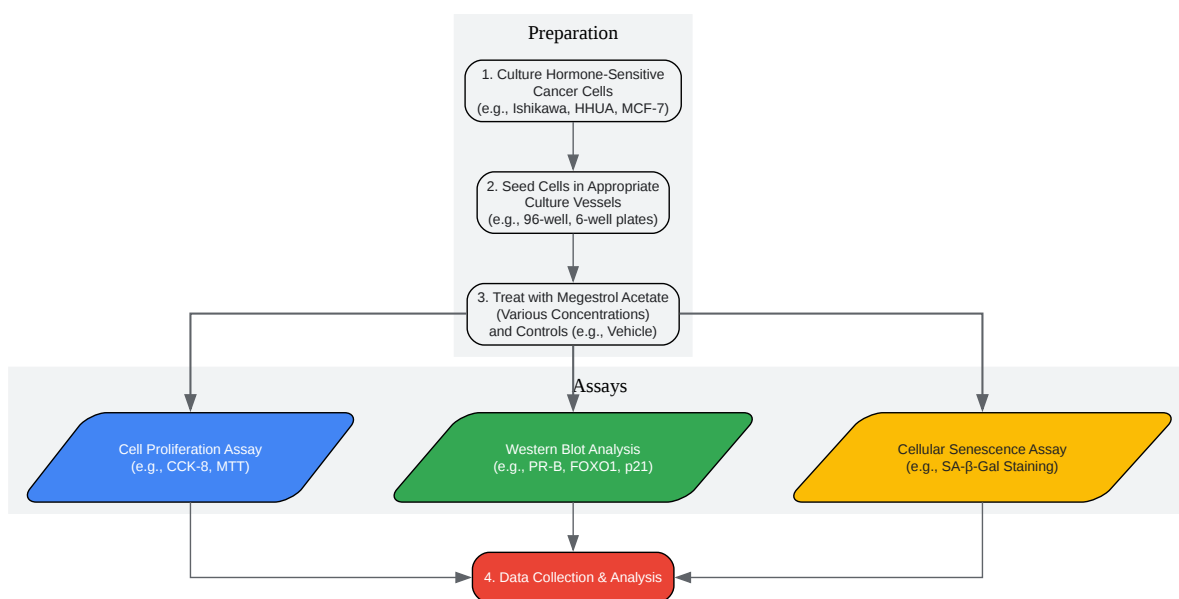 Preparation
1. Culture Hormone-Sensitive
Cancer Cells
(e.g., Ishikawa, HHUA, MCF-7)
2. Seed Cells in Appropriate
Culture Vessels
(e.g., 96-well, 6-well plates)
3. Treat with Megestrol Acetate
(Various Concentrations)
and Controls (e.g., Vehicle)
Assays
Cell Proliferation Assay
(e.g., CCK-8, MTT)
Western Blot Analysis
(e.g., PR-B, FOXO1, p21)
Cellular Senescence Assay
(e.g., SA-β-Gal Staining)
4. Data Collection & Analysis